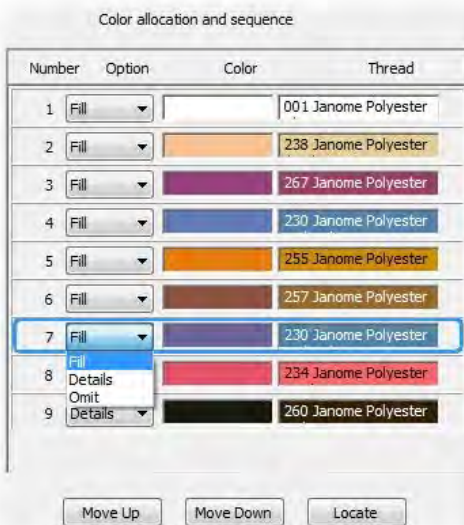 Color allocation and sequence
Number Option Color Thread
1 Fill 001 Janome Polyester
2 Fill 238 Janome Polyester
3 Fill 267 Janome Polyester
4 Fill 230 Janome Polyester
5 Fill 255 Janome Polyester
6 Fill 257 Janome Polyester
7 Fill 230 Janome Polyester
Fill
8 Details 234 Janome Polyester
Omit
9 Details 260 Janome Polyester
Move Up Move Down Locate